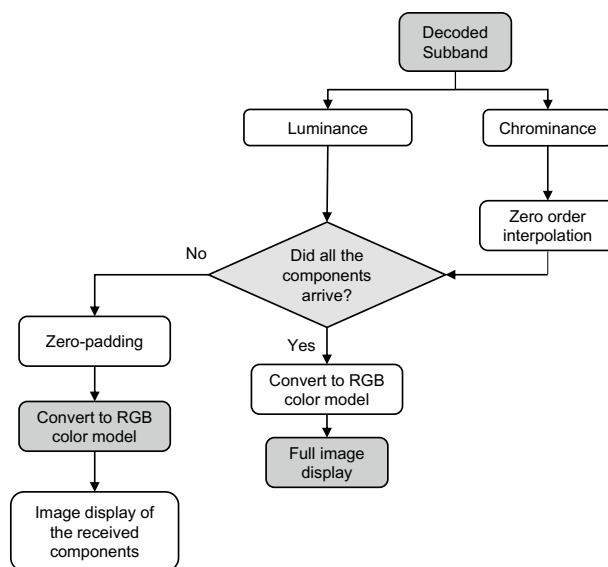 Decoded
Subband
Luminance
Chrominance
Zero order
interpolation
Did all the
components
arrive?
No
Yes
Zero-padding
Convert to RGB
color model
Convert to RGB
color model
Full image
display
Image display of
the received
components